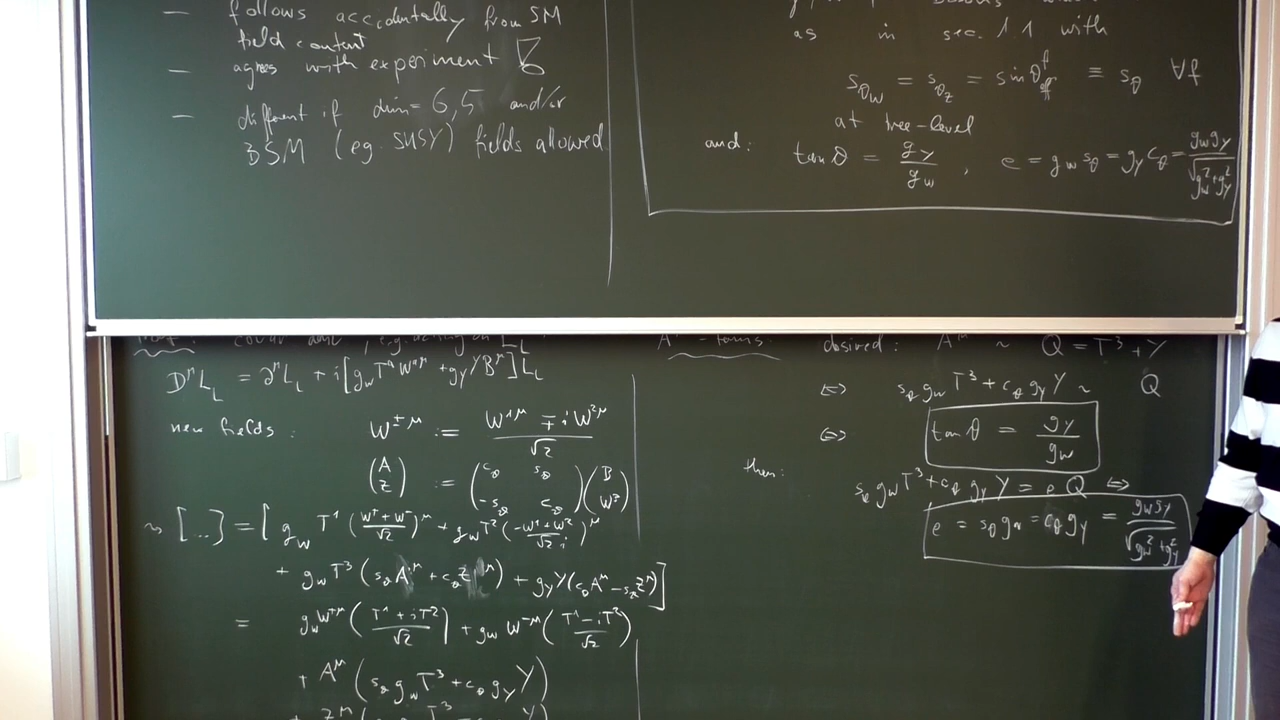 — follows accidentally from SM
field content
— agrees with experiment !
— different if dim = 6,5 and/or
BSM (eg. SUSY) fields allowed
as in sec. 1.1 with
s_{θ_W} = s_{θ_Z} = sin θ_{eff}^f ≡ s_θ ∀f
at tree-level
and: tan θ = g_Y / g_W , e = g_W s_θ = g_Y c_θ = g_W g_Y / √(g_W² + g_Y²)
D^μ L_L = ∂^μ L_L + i[g_W T^a W^{aμ} + g_Y Y B^μ] L_L
new fields: W^{±μ} := (W^{1μ} ∓ i W^{2μ}) / √2
(A Z) := (c_θ s_θ -s_θ c_θ)(B W³)
~> [...] = [ g_W T¹ ((W⁺ + W⁻)/√2)^μ + g_W T² ((-W⁺ + W⁻)/(√2 i))^μ
+ g_W T³ (s_θ A^μ + c_θ Z^μ) + g_Y Y (c_θ A^μ - s_θ Z^μ) ]
= g_W W^{+μ} ((T¹ + iT²)/√2) + g_W W^{-μ} ((T¹ - iT²)/√2)
+ A^μ (s_θ g_W T³ + c_θ g_Y Y)
A^μ-terms: desired: A^μ ~ Q = T³ + Y
⇔ s_θ g_W T³ + c_θ g_Y Y ~ Q
⇔ tan θ = g_Y / g_W
then: s_θ g_W T³ + c_θ g_Y Y = e Q ⇔
e = s_θ g_W = c_θ g_Y = g_W g_Y / √(g_W² + g_Y²)